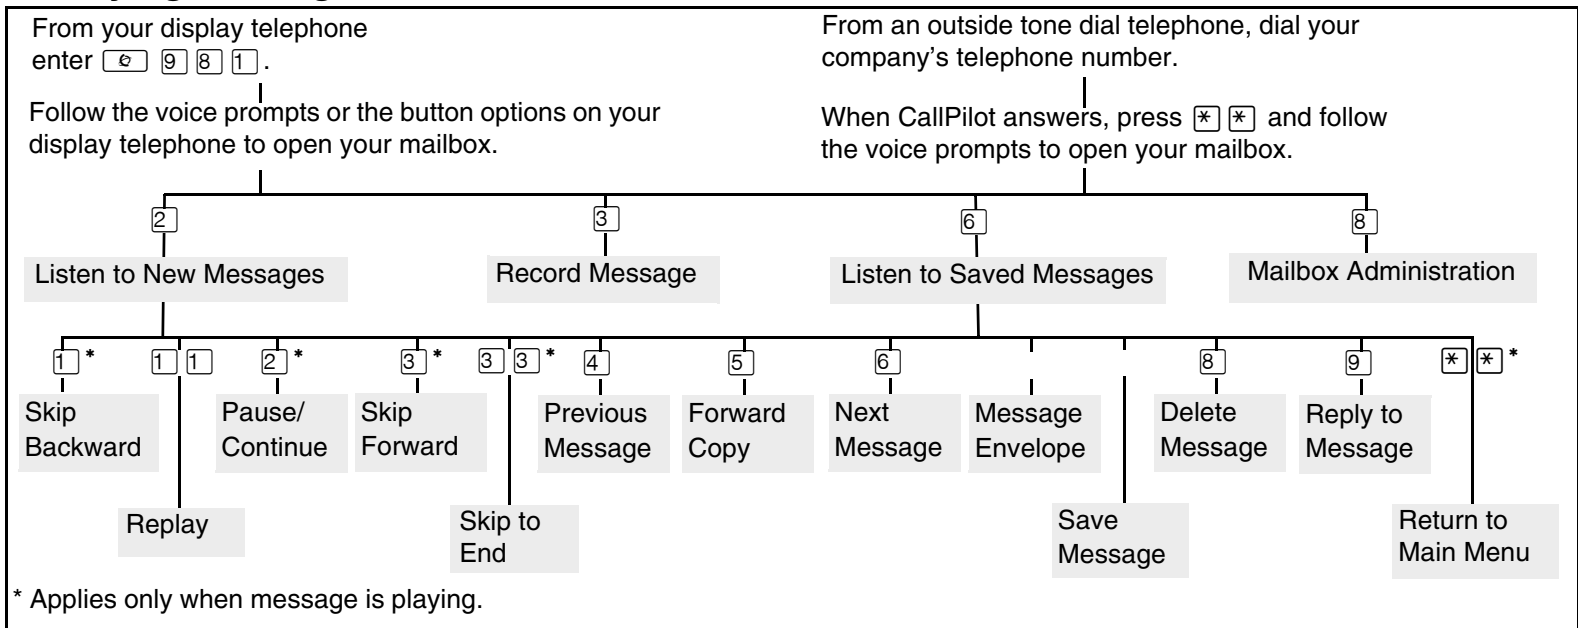 From your display telephone
enter 9 8 1 .
Follow the voice prompts or the button options on your
display telephone to open your mailbox.
From an outside tone dial telephone, dial your
company's telephone number.
When CallPilot answers, press * * and follow
the voice prompts to open your mailbox.
2 3 6 8
Listen to New Messages
Record Message
Listen to Saved Messages
Mailbox Administration
1 * 1 1 2 * 3 * 3 3 * 4 5 6 8 9 * * *
Skip
Backward
Pause/
Continue
Skip
Forward
Previous
Message
Forward
Copy
Next
Message
Message
Envelope
Delete
Message
Reply to
Message
Replay
Skip to
End
Save
Message
Return to
Main Menu
* Applies only when message is playing.